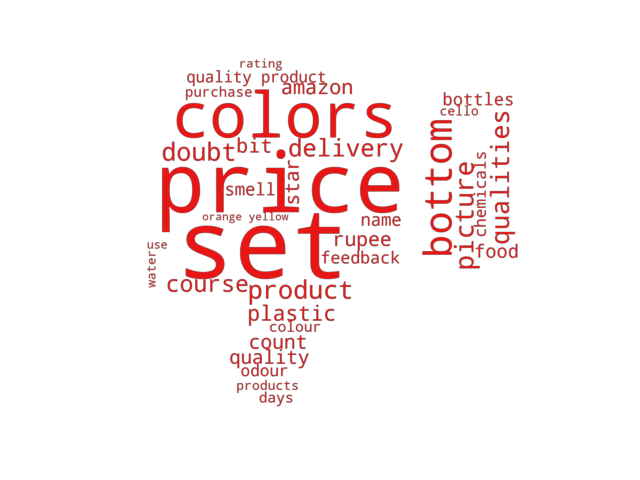 rating
quality product
purchase
amazon
colors
doubt
bit
delivery
price
smell
star
orange yellow
name
set
rupee
feedback
use
water
course
product
plastic
colour
count
quality
odour
products
days
bottles
cello
bottom
picture
chemicals
qualities
food